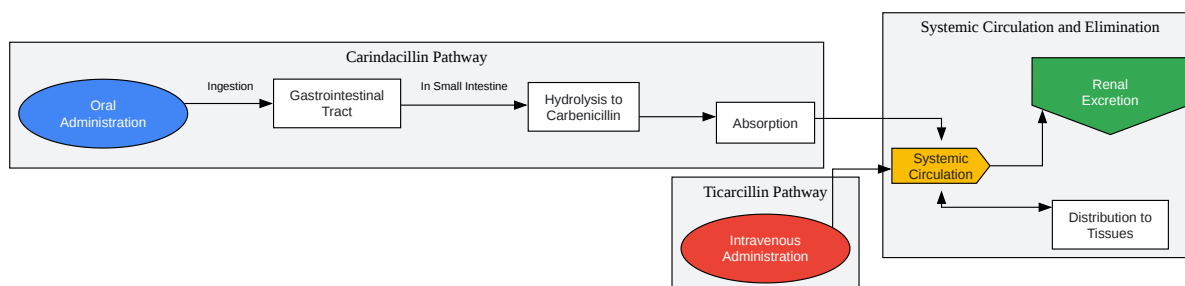 Carindacillin Pathway
Oral
Administration
Ingestion
Gastrointestinal
Tract
In Small Intestine
Hydrolysis to
Carbenicillin
Absorption
Ticarcillin Pathway
Intravenous
Administration
Systemic Circulation and Elimination
Renal
Excretion
Systemic
Circulation
Distribution to
Tissues